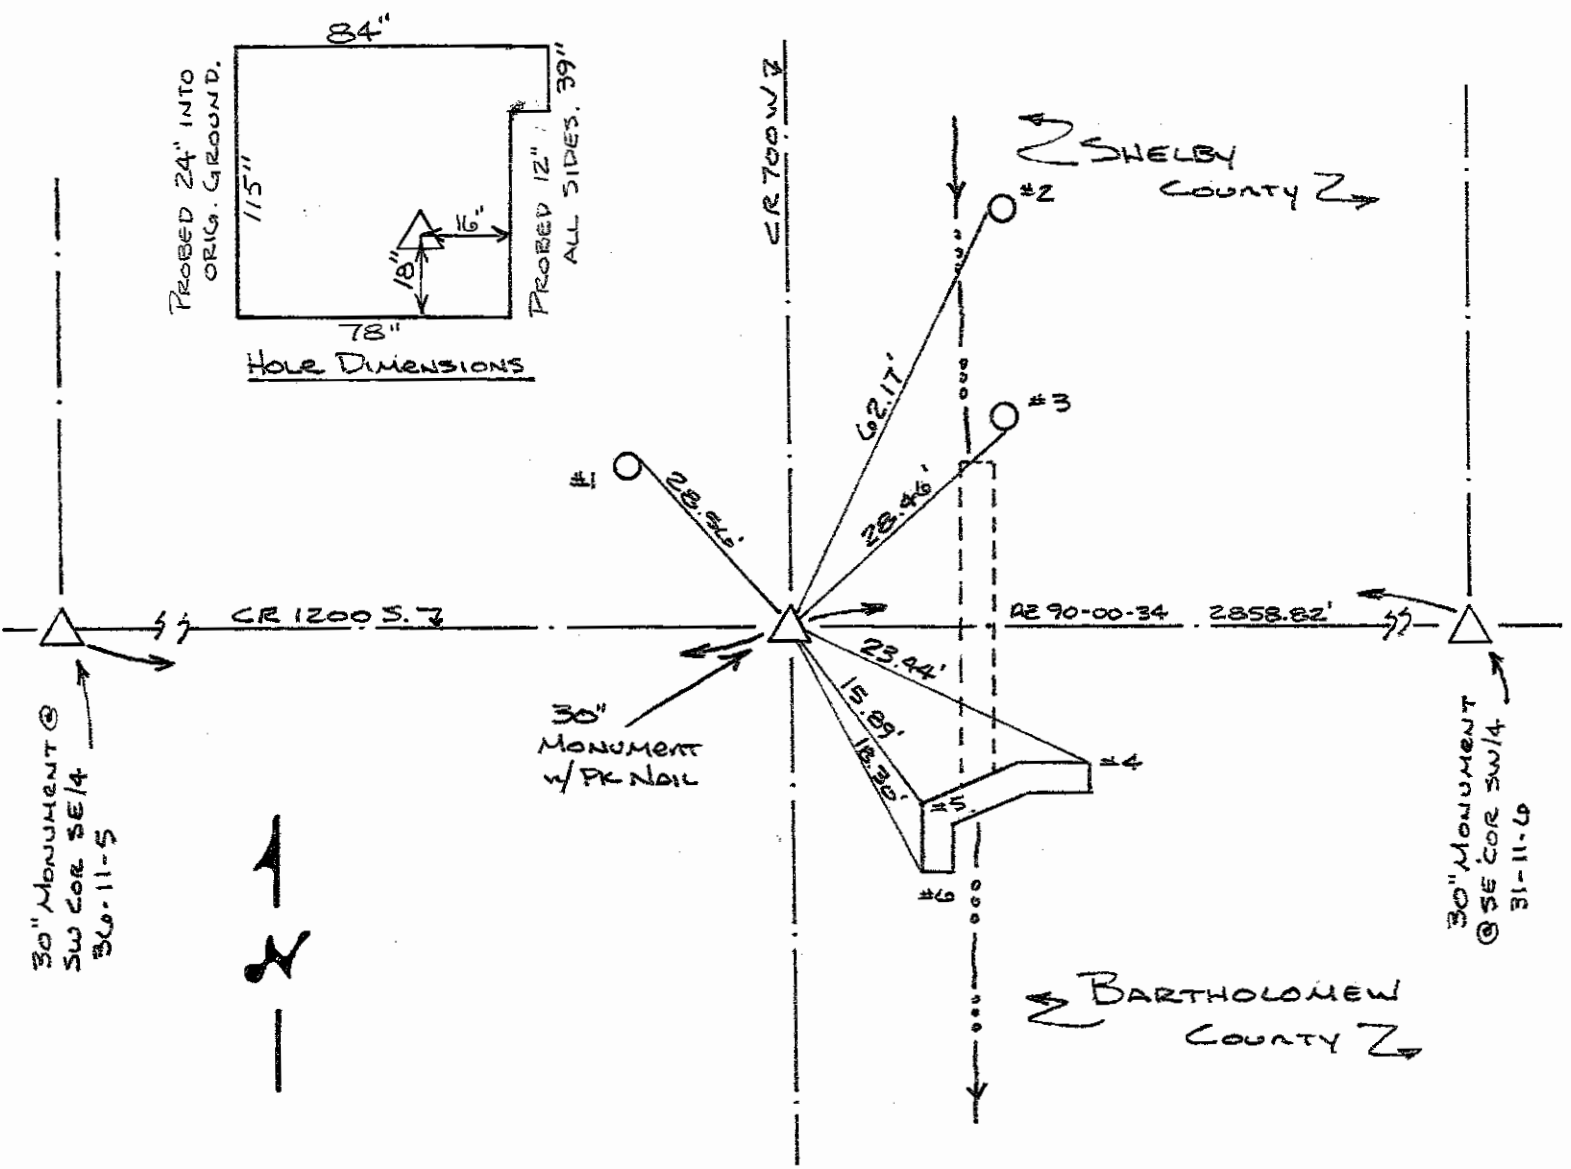 84"
PROBED 24" INTO
ORIG. GROUND.
115"
16"
18"
PROBED 12"
ALL SIDES.
39"
78"
HOLE DIMENSIONS
CR 700 W
SHELBY
COUNTY
#2
62.17'
#3
28.46'
#1
28.56'
CR 1200 S.
90-00-34
2858.82'
23.44'
15.89'
18.30'
30"
MONUMENT
W/ PK NAIL
#4
#5
#6
30" MONUMENT @
SW COR SE/4
36-11-5
30" MONUMENT
@ SE COR SW/4
31-11-6
N
BARTHOLOMEW
COUNTY